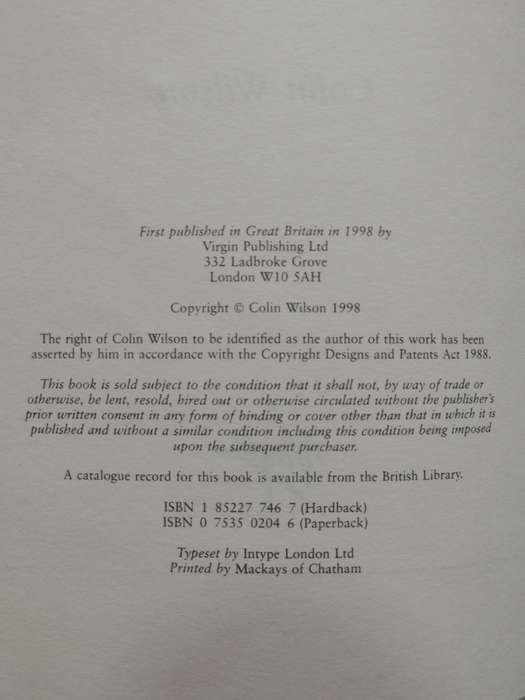 First published in Great Britain in 1998 by
Virgin Publishing Ltd
332 Ladbroke Grove
London W10 5AH
Copyright © Colin Wilson 1998
The right of Colin Wilson to be identified as the author of this work has been
asserted by him in accordance with the Copyright Designs and Patents Act 1988.
This book is sold subject to the condition that it shall not, by way of trade or
otherwise, be lent, resold, hired out or otherwise circulated without the publisher's
prior written consent in any form of binding or cover other than that in which it is
published and without a similar condition including this condition being imposed
upon the subsequent purchaser.
A catalogue record for this book is available from the British Library.
ISBN 1 85227 746 7 (Hardback)
ISBN 0 7535 0204 6 (Paperback)
Typeset by Intype London Ltd
Printed by Mackays of Chatham